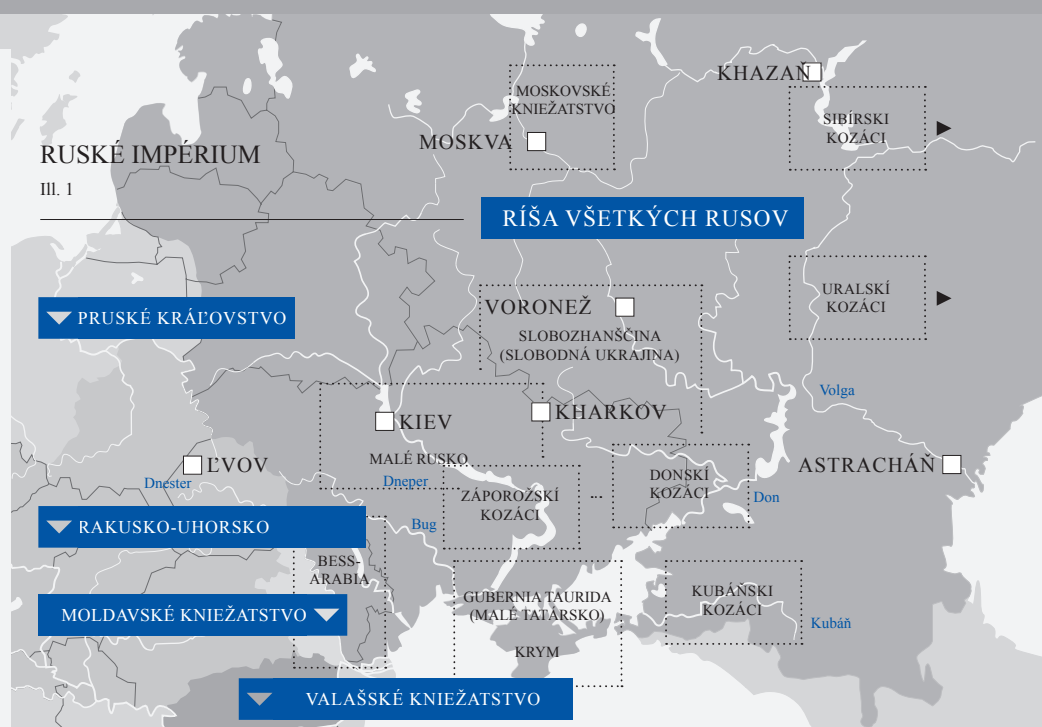 KHAZAŇ
MOSKOVSKÉ
KNIEŽATSTVO
SIBÍRSKI
KOZÁCI
MOSKVA
RUSKÉ IMPÉRIUM
Ill. 1
RÍŠA VŠETKÝCH RUSOV
URALSKÍ
KOZÁCI
VORONEŽ
PRUSKÉ KRÁĽOVSTVO
SLOBOZHANŠČINA
(SLOBODNÁ UKRAJINA)
Volga
KIEV
KHARKOV
MALÉ RUSKO
ĽVOV
Dnester
Dneper
ZÁPOROŽSKÍ
KOZÁCI
...
DONSKÍ
KOZÁCI
Don
ASTRACHÁŇ
RAKUSKO-UHORSKO
Bug
BESS-
ARABIA
GUBERNIA TAURIDA
(MALÉ TATÁRSKO)
KRYM
KUBÁŇSKI
KOZÁCI
Kubáň
MOLDAVSKÉ KNIEŽATSTVO
VALAŠSKÉ KNIEŽATSTVO